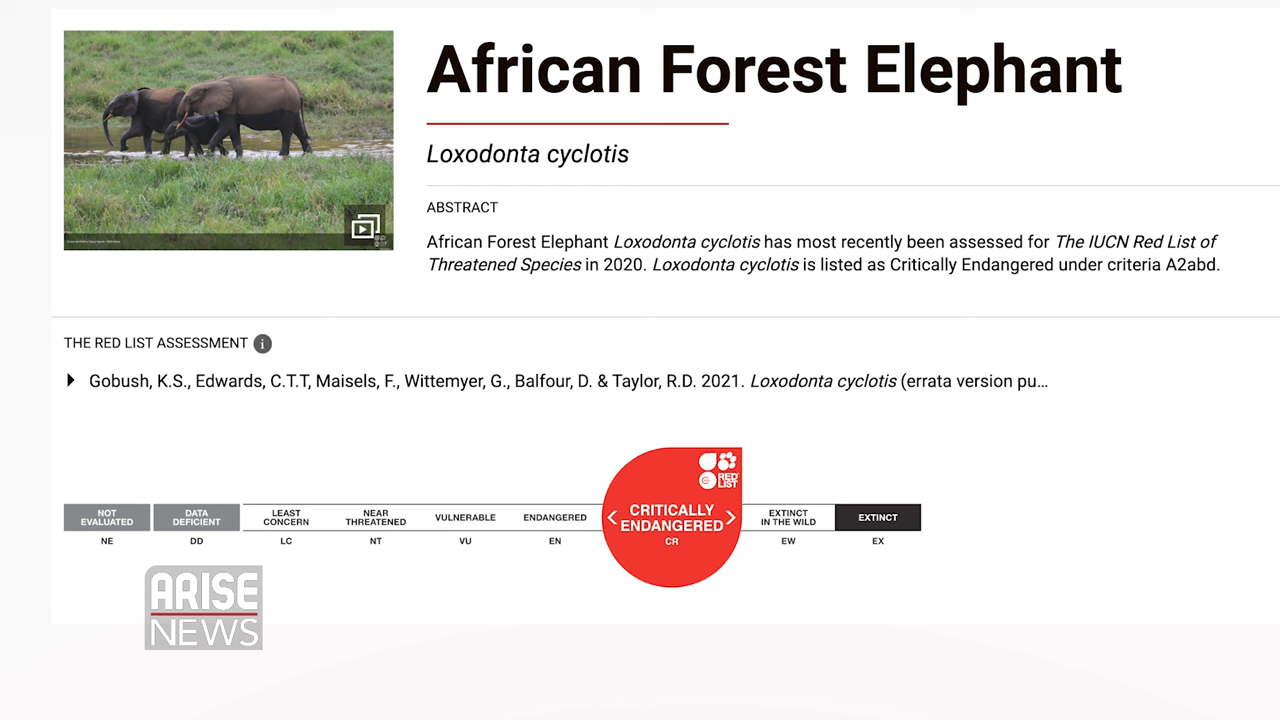 African Forest Elephant
Loxodonta cyclotis
ABSTRACT
African Forest Elephant Loxodonta cyclotis has most recently been assessed for The IUCN Red List of
Threatened Species in 2020. Loxodonta cyclotis is listed as Critically Endangered under criteria A2abd.
THE RED LIST ASSESSMENT i
Gobush, K.S., Edwards, C.T.T, Maisels, F., Wittemyer, G., Balfour, D. & Taylor, R.D. 2021. Loxodonta cyclotis (errata version pu…
RED
LIST
NOT
EVALUATED
NE
DATA
DEFICIENT
DD
LEAST
CONCERN
LC
NEAR
THREATENED
NT
VULNERABLE
VU
ENDANGERED
EN
< CRITICALLY
ENDANGERED >
CR
EXTINCT
IN THE WILD
EW
EXTINCT
EX
ARISE
NEWS